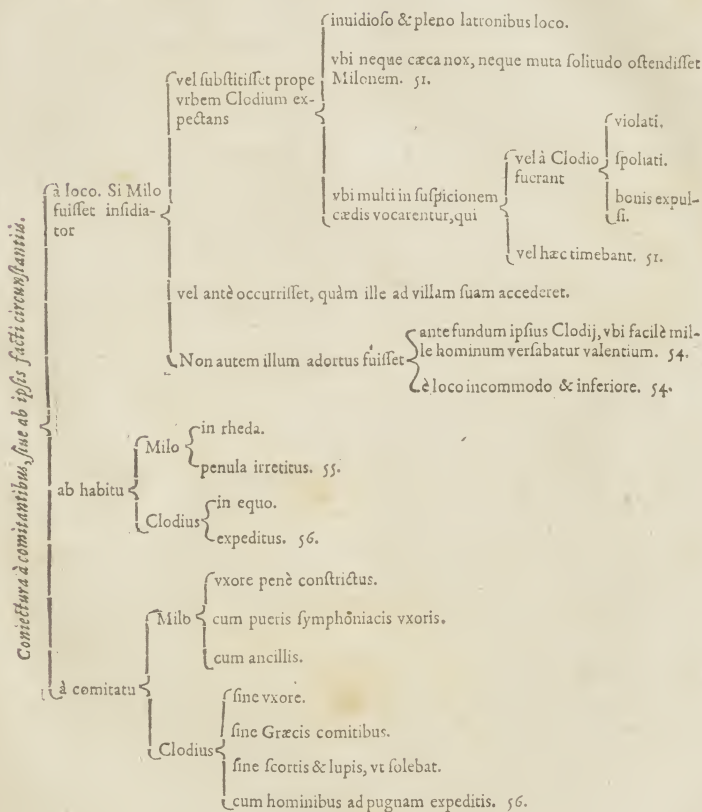 Coniectura à comitantibus, siue ab ipsis facti circunstantiis.
à loco. Si Milo
fuisset insidia-
tor
vel substitisset prope
vrbem Clodium ex-
pectans
inuidioso & pleno latronibus loco.
vbi neque cæca nox, neque muta solitudo ostendisset
Milonem. 51.
vbi multi in suspicionem
cædis vocarentur, qui
vel à Clodio
fuerant
violati.
spoliati.
bonis expul-
si.
vel hæc timebant. 51.
vel antè occurrisset, quàm ille ad villam suam accederet.
Non autem illum adortus fuisset
ante fundum ipsius Clodij, vbi facilè mil-
le hominum versabatur valentium. 54.
è loco incommodo & inferiore. 54.
ab habitu
Milo
in rheda.
penula irretitus. 55.
Clodius
in equo.
expeditus. 56.
à comitatu
Milo
vxore penè constrictus.
cum pueris symphoniacis vxoris.
cum ancillis.
Clodius
sine vxore.
sine Græcis comitibus.
sine scortis & lupis, vt solebat.
cum hominibus ad pugnam expeditis. 56.